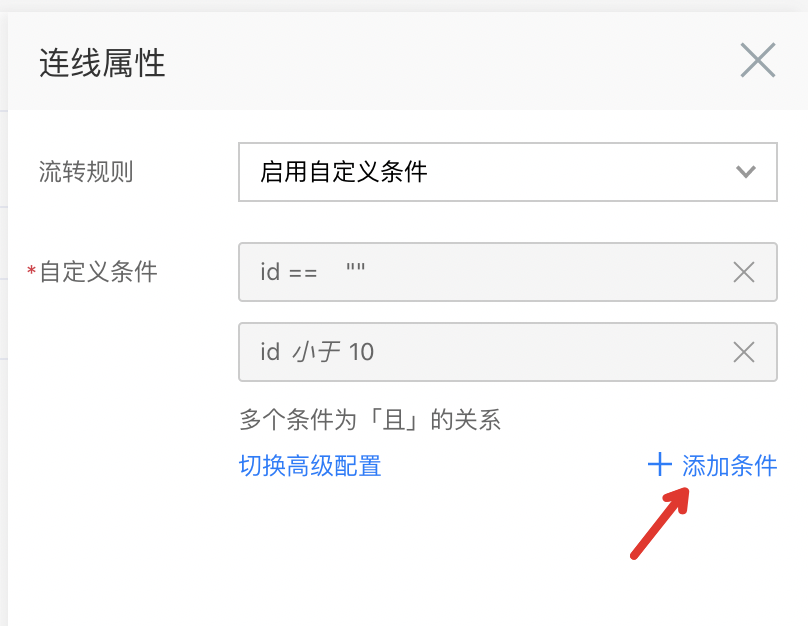 连线属性
流转规则
启用自定义条件
*自定义条件
id == ""
id 小于 10
多个条件为「且」的关系
切换高级配置
添加条件